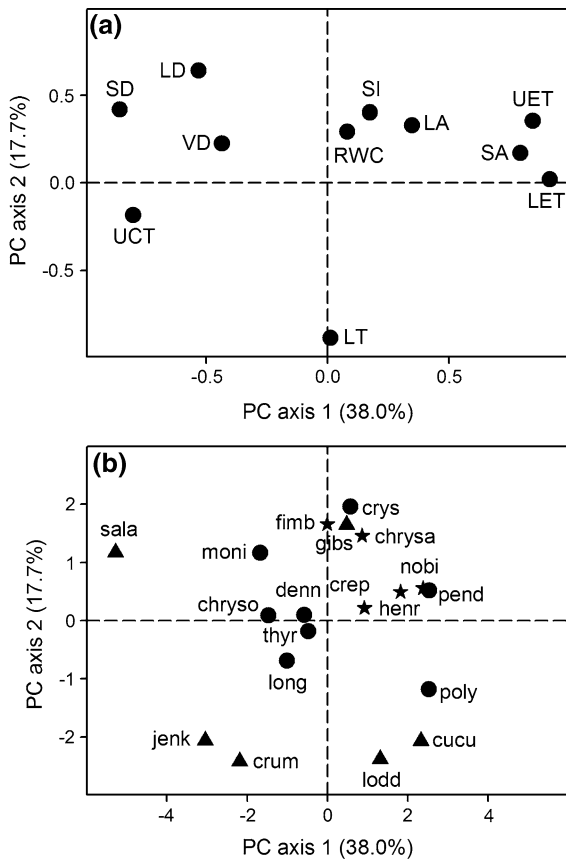 (a)
LD
SD
SI
UET
VD
RWC
LA
SA
LET
UCT
LT
0.5
0.0
-0.5
PC axis 2 (17.7%)
-0.5 0.0 0.5
PC axis 1 (38.0%)
(b)
crys
fimb
gibs
chrysa
sala
moni
nobi
denn
crep
pend
chryso
henr
thyr
long
poly
jenk
crum
cucu
lodd
2
1
0
-1
-2
PC axis 2 (17.7%)
-4 -2 0 2 4
PC axis 1 (38.0%)